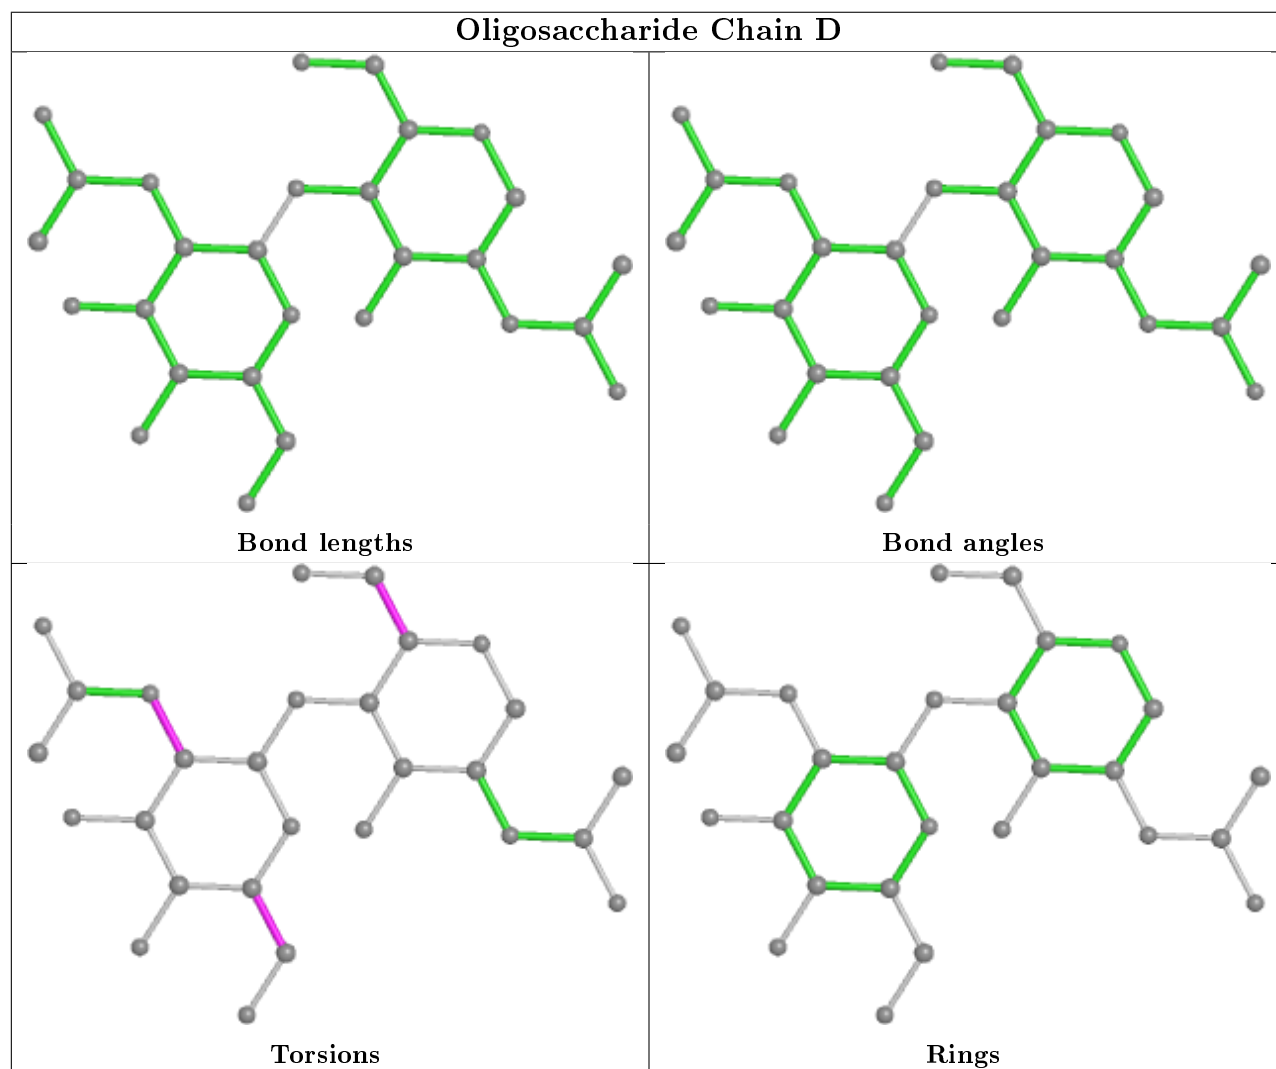 Oligosaccharide Chain D
Bond lengths
Bond angles
Torsions
Rings